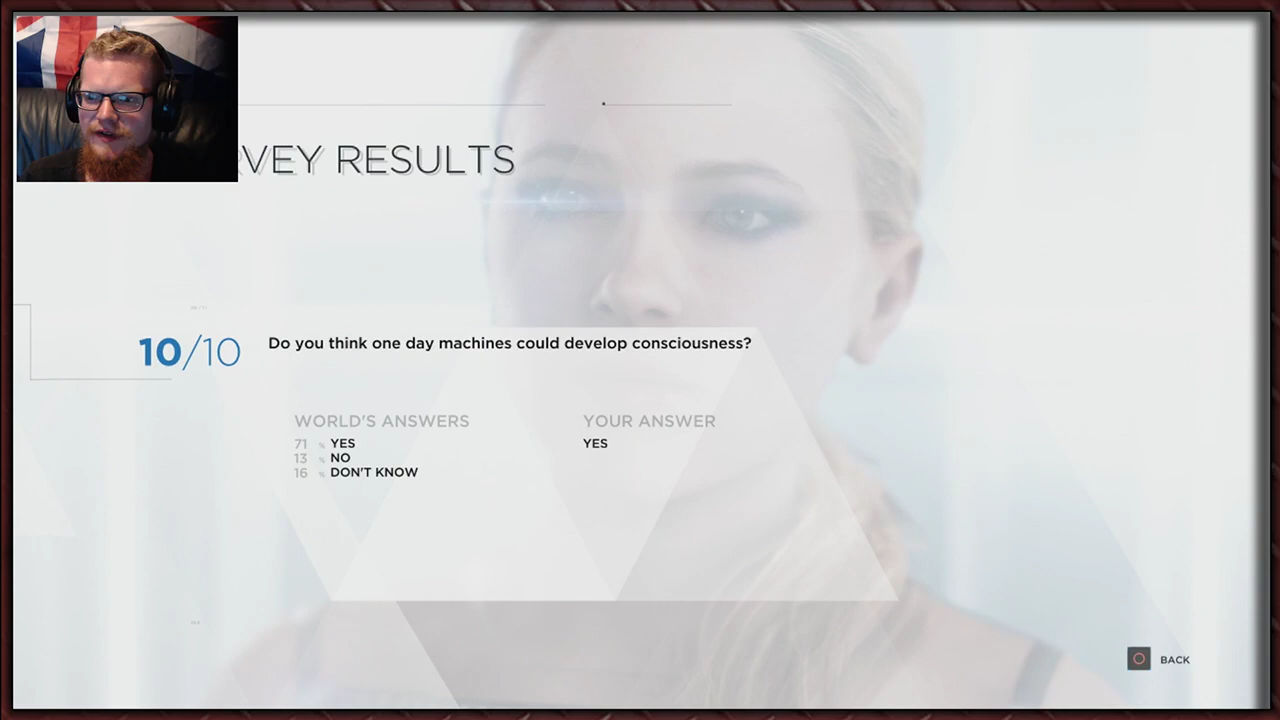 RVEY RESULTS
10/10
Do you think one day machines could develop consciousness?
WORLD'S ANSWERS
YOUR ANSWER
71 % YES
YES
13 % NO
16 % DON'T KNOW
BACK